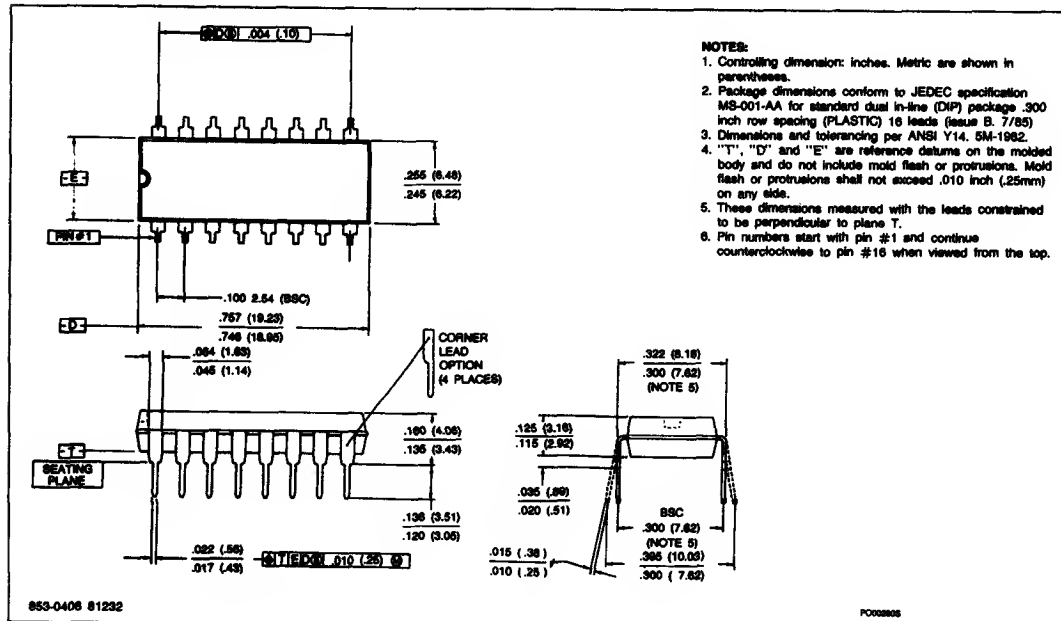 .004 (.10)
NOTES:
1. Controlling dimension: inches. Metric are shown in
parentheses.
2. Package dimensions conform to JEDEC specification
MS-001-AA for standard dual in-line (DIP) package .300
inch row spacing (PLASTIC) 16 leads (issue B. 7/85)
3. Dimensions and tolerancing per ANSI Y14. 5M-1982.
4. "T", "D" and "E" are reference datums on the molded
body and do not include mold flash or protrusions. Mold
flash or protrusions shall not exceed .010 inch (.25mm)
on any side.
5. These dimensions measured with the leads constrained
to be perpendicular to plane T.
6. Pin numbers start with pin #1 and continue
counterclockwise to pin #16 when viewed from the top.
-E-
.255 (6.48)
.245 (6.22)
PIN #1
.100 2.54 (BSC)
-D-
.757 (19.23)
.746 (18.95)
.064 (1.63)
.045 (1.14)
CORNER
LEAD
OPTION
(4 PLACES)
.322 (8.18)
.300 (7.62)
(NOTE 5)
.160 (4.06)
.135 (3.43)
.125 (3.18)
.115 (2.92)
-T-
SEATING
PLANE
.035 (.89)
.020 (.51)
.138 (3.51)
.120 (3.05)
BSC
.300 (7.62)
(NOTE 5)
.395 (10.03)
.300 ( 7.62)
.022 (.56)
.017 (.43)
T E D .010 (.25) M
.015 (.38)
.010 (.25)
853-0406 81232